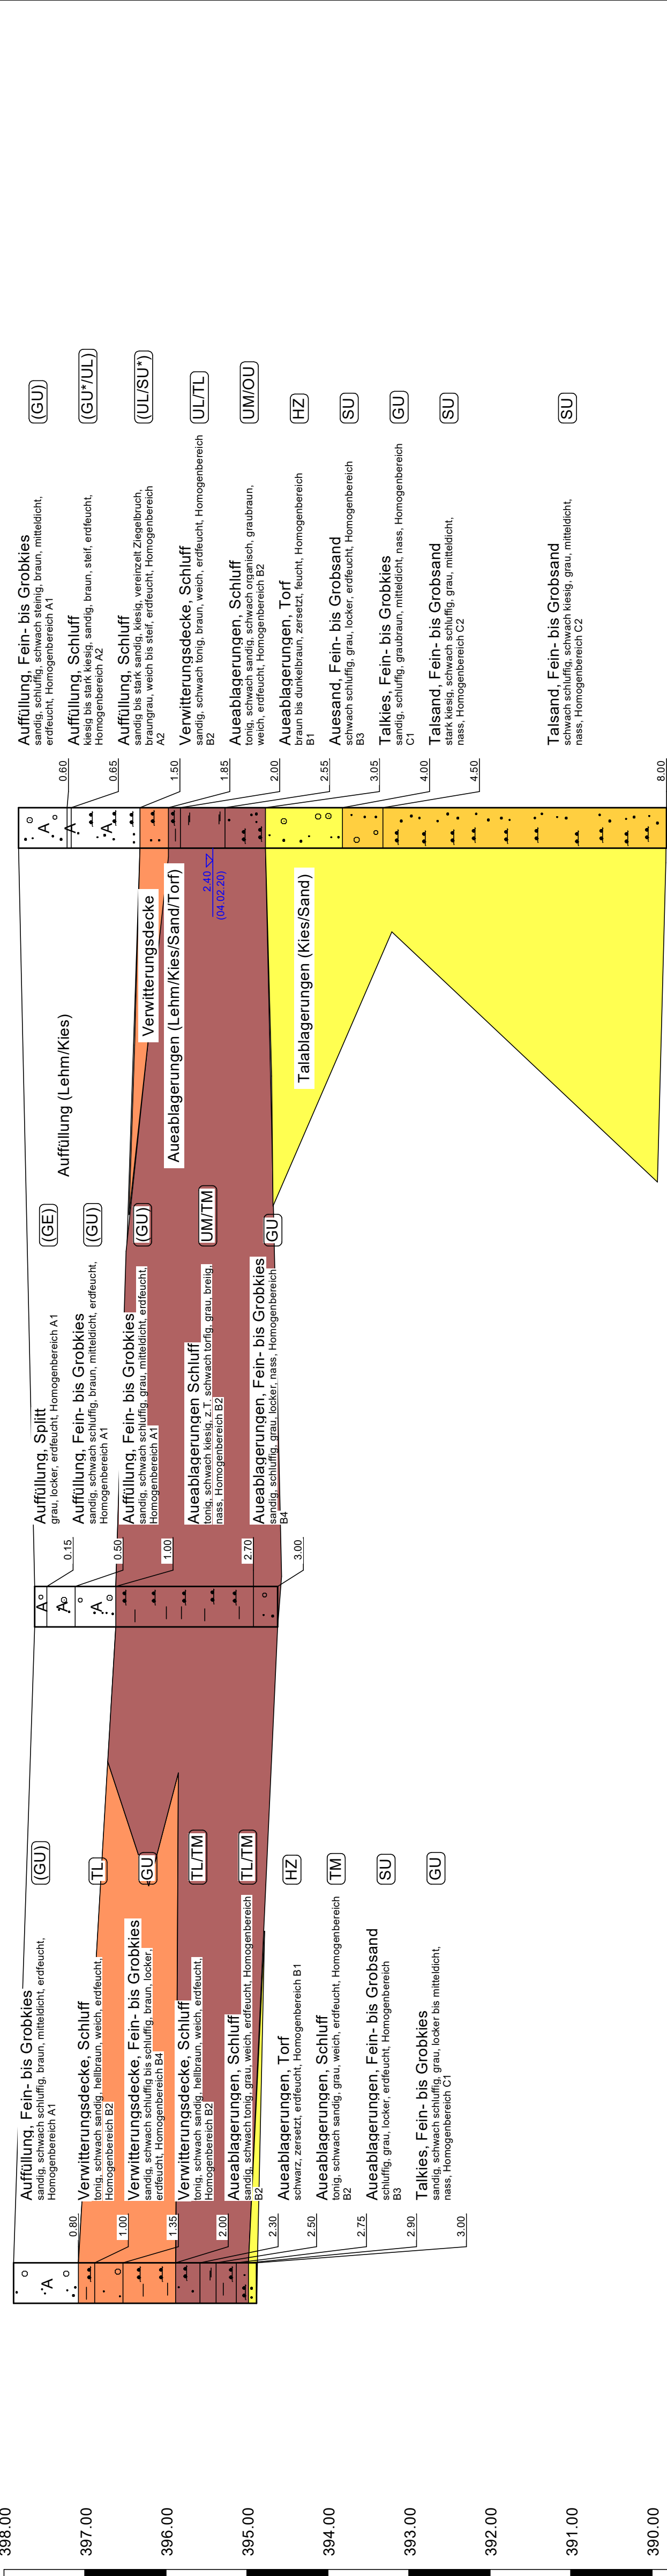 398.00
397.00
396.00
395.00
394.00
393.00
392.00
391.00
390.00
A
0.80
1.00
1.35
2.00
2.30
2.50
2.75
2.90
3.00
Auffüllung, Fein- bis Grobkies
sandig, schwach schluffig, braun, mitteldicht, erdfeucht,
Homogenbereich A1
(GU)
Verwitterungsdecke, Schluff
tonig, schwach sandig, hellbraun, weich, erdfeucht,
Homogenbereich B2
TL
Verwitterungsdecke, Fein- bis Grobkies
sandig, schwach schluffig bis schluffig, braun, locker,
erdfeucht, Homogenbereich B4
GU
Verwitterungsdecke, Schluff
tonig, schwach sandig, hellbraun, weich, erdfeucht,
Homogenbereich B2
TL/TM
Aueablagerungen, Schluff
sandig, schwach tonig, grau, weich, erdfeucht, Homogenbereich
B2
TL/TM
Aueablagerungen, Torf
schwarz, zersetzt, erdfeucht, Homogenbereich B1
HZ
Aueablagerungen, Schluff
tonig, schwach sandig, grau, weich, erdfeucht, Homogenbereich
B2
TM
Aueablagerungen, Fein- bis Grobsand
schluffig, grau, locker, erdfeucht, Homogenbereich
B3
SU
Talkies, Fein- bis Grobkies
sandig, schwach schluffig, grau, locker bis mitteldicht,
nass, Homogenbereich C1
GU
A
A
A
0.15
0.50
1.00
2.70
3.00
Auffüllung, Splitt
grau, locker, erdfeucht, Homogenbereich A1
(GE)
Auffüllung, Fein- bis Grobkies
sandig, schwach schluffig, braun, mitteldicht, erdfeucht,
Homogenbereich A1
(GU)
Auffüllung, Fein- bis Grobkies
sandig, schwach schluffig, grau, mitteldicht, erdfeucht,
Homogenbereich A1
(GU)
Aueablagerungen Schluff
tonig, schwach kiesig, z.T. schwach torfig, grau, breiig,
nass, Homogenbereich B2
UM/TM
Aueablagerungen, Fein- bis Grobkies
sandig, schluffig, grau, locker, nass, Homogenbereich
B4
GU
Auffüllung (Lehm/Kies)
Verwitterungsdecke
Aueablagerungen (Lehm/Kies/Sand/Torf)
Talablagerungen (Kies/Sand)
2.40
(04.02.20)
A
A
A
0.60
0.65
1.50
1.85
2.00
2.55
3.05
4.00
4.50
8.00
Auffüllung, Fein- bis Grobkies
sandig, schluffig, schwach steinig, braun, mitteldicht,
erdfeucht, Homogenbereich A1
(GU)
Auffüllung, Schluff
kiesig bis stark kiesig, sandig, braun, steif, erdfeucht,
Homogenbereich A2
(GU*/UL)
Auffüllung, Schluff
sandig bis stark sandig, kiesig, vereinzelt Ziegelbruch,
braungrau, weich bis steif, erdfeucht, Homogenbereich
A2
(UL/SU*)
Verwitterungsdecke, Schluff
sandig, schwach tonig, braun, weich, erdfeucht, Homogenbereich
B2
UL/TL
Aueablagerungen, Schluff
tonig, schwach sandig, schwach organisch, graubraun,
weich, erdfeucht, Homogenbereich B2
UM/OU
Aueablagerungen, Torf
braun bis dunkelbraun, zersetzt, feucht, Homogenbereich
B1
HZ
Auesand, Fein- bis Grobsand
schwach schluffig, grau, locker, erdfeucht, Homogenbereich
B3
SU
Talkies, Fein- bis Grobkies
sandig, schluffig, graubraun, mitteldicht, nass, Homogenbereich
C1
GU
Talsand, Fein- bis Grobsand
stark kiesig, schwach schluffig, grau, mitteldicht,
nass, Homogenbereich C2
SU
Talsand, Fein- bis Grobsand
schwach schluffig, schwach kiesig, grau, mitteldicht,
nass, Homogenbereich C2
SU